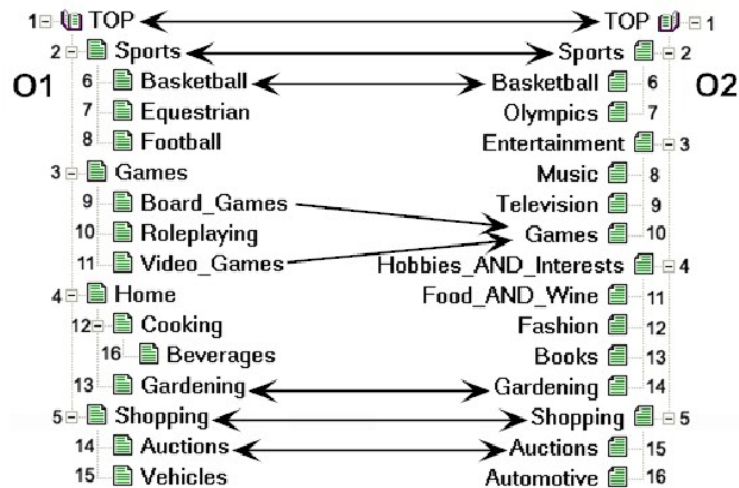 1 TOP TOP 1
2 Sports Sports 2
O1 O2
6 Basketball Basketball 6
7 Equestrian Olympics 7
8 Football Entertainment 3
3 Games Music 8
9 Board_Games Television 9
10 Roleplaying Games 10
11 Video_Games Hobbies_AND_Interests 4
4 Home Food_AND_Wine 11
12 Cooking Fashion 12
16 Beverages Books 13
13 Gardening Gardening 14
5 Shopping Shopping 5
14 Auctions Auctions 15
15 Vehicles Automotive 16